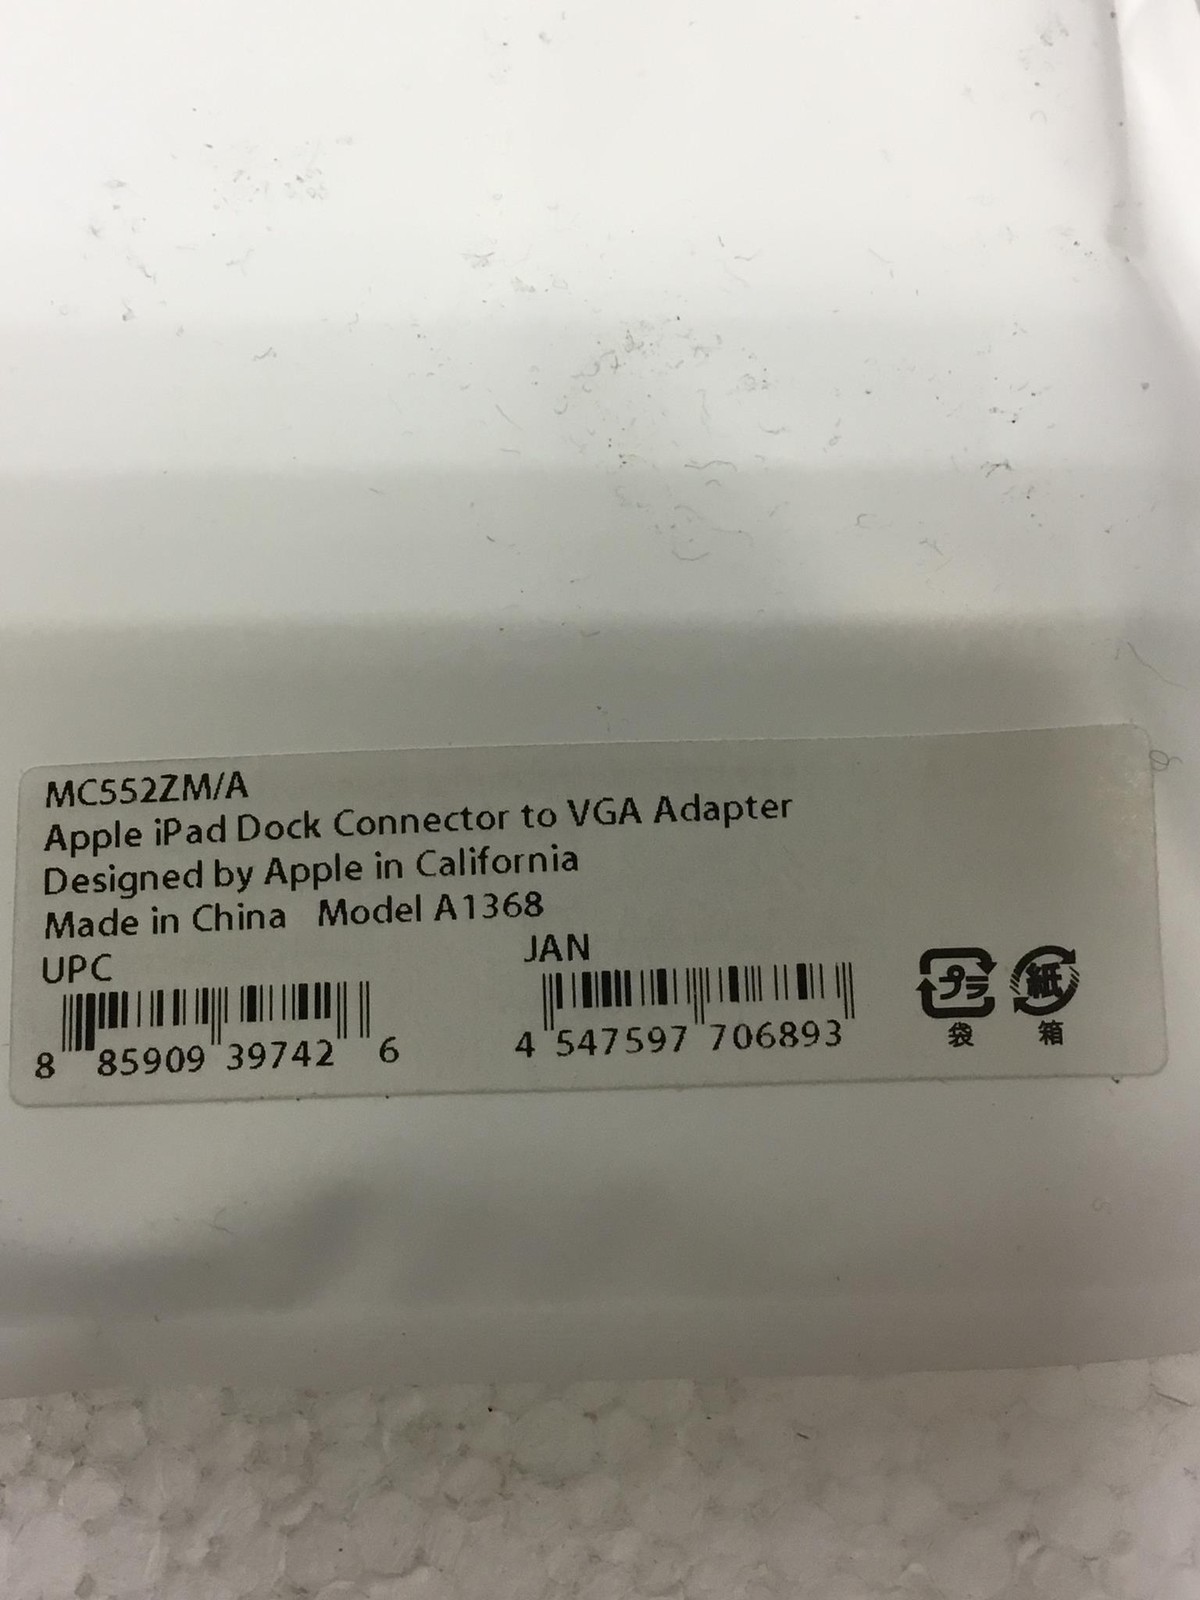 MC552ZM/A
Apple iPad Dock Connector to VGA Adapter
Designed by Apple in California
Made in China Model A1368
UPC
JAN
8 85909 39742 6
4 547597 706893
プラ 紙
袋 箱